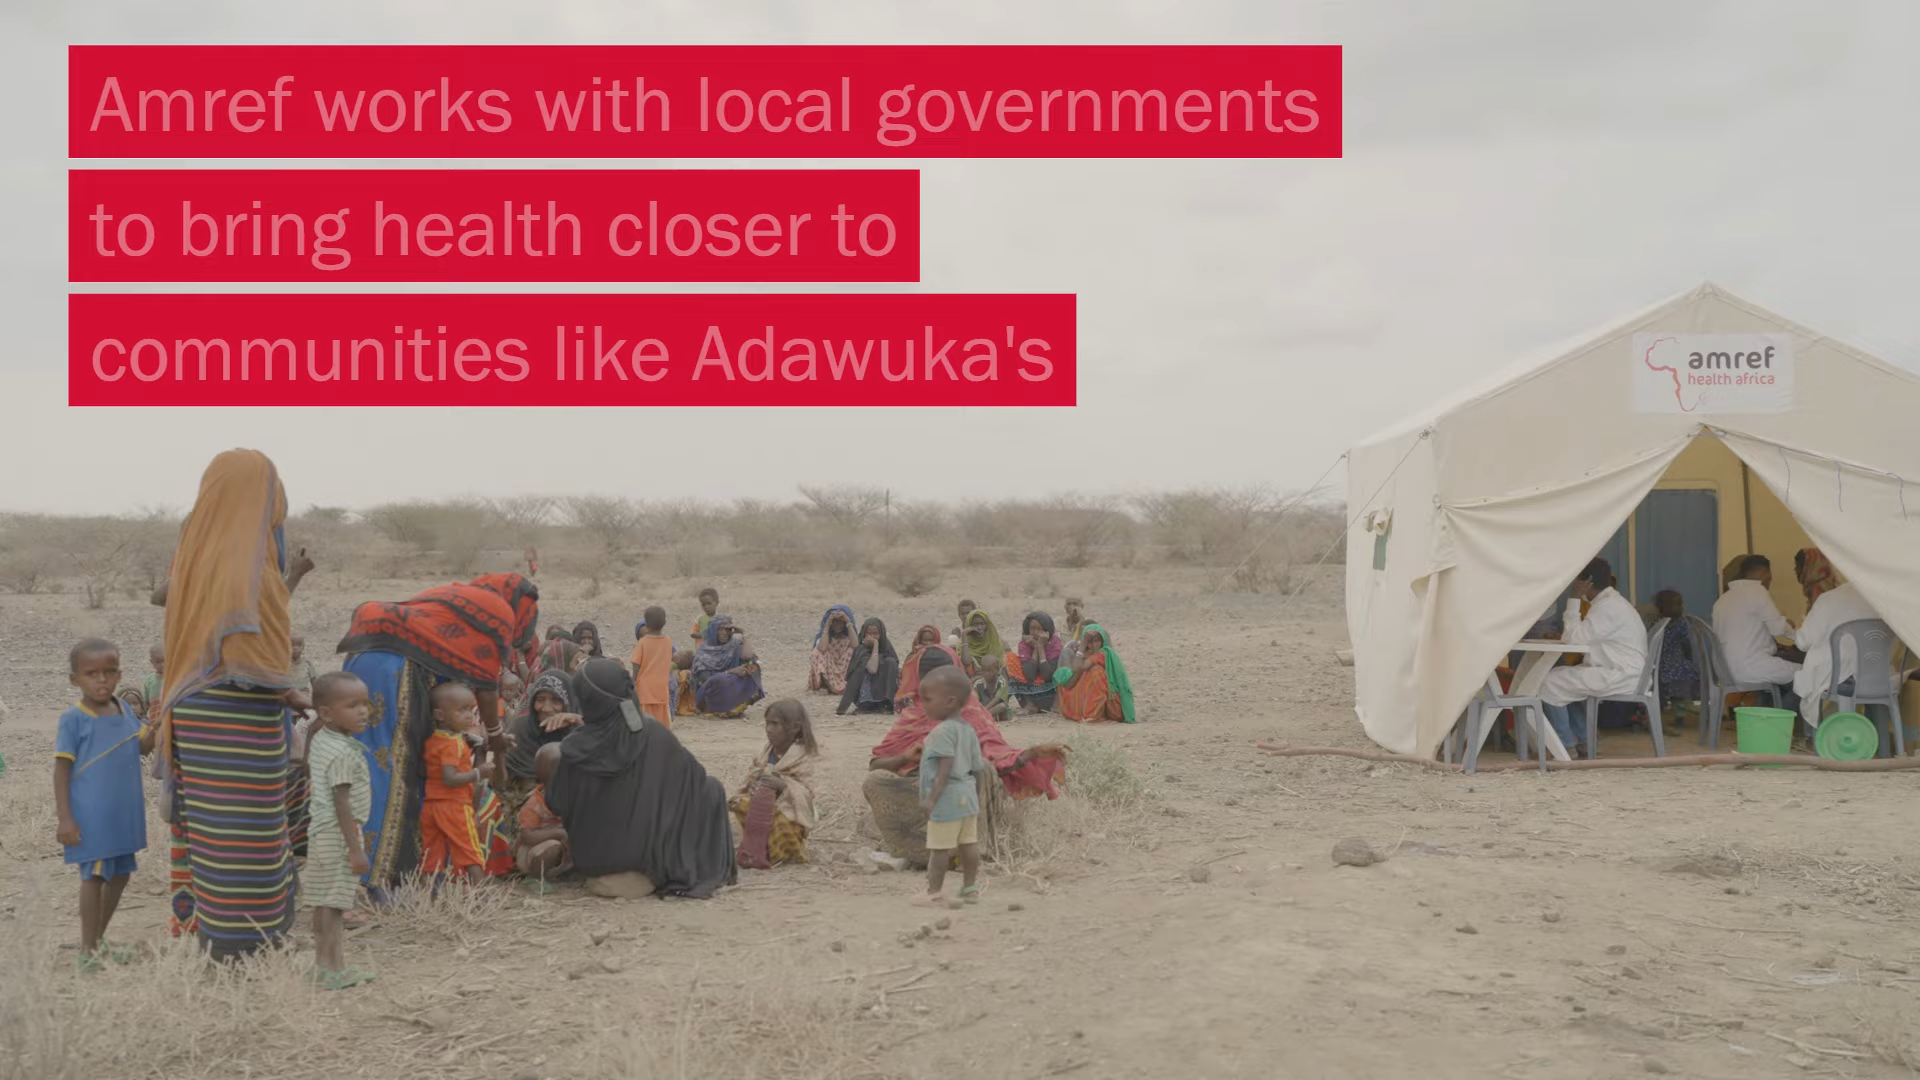 Amref works with local governments
to bring health closer to
communities like Adawuka's
amref
health africa